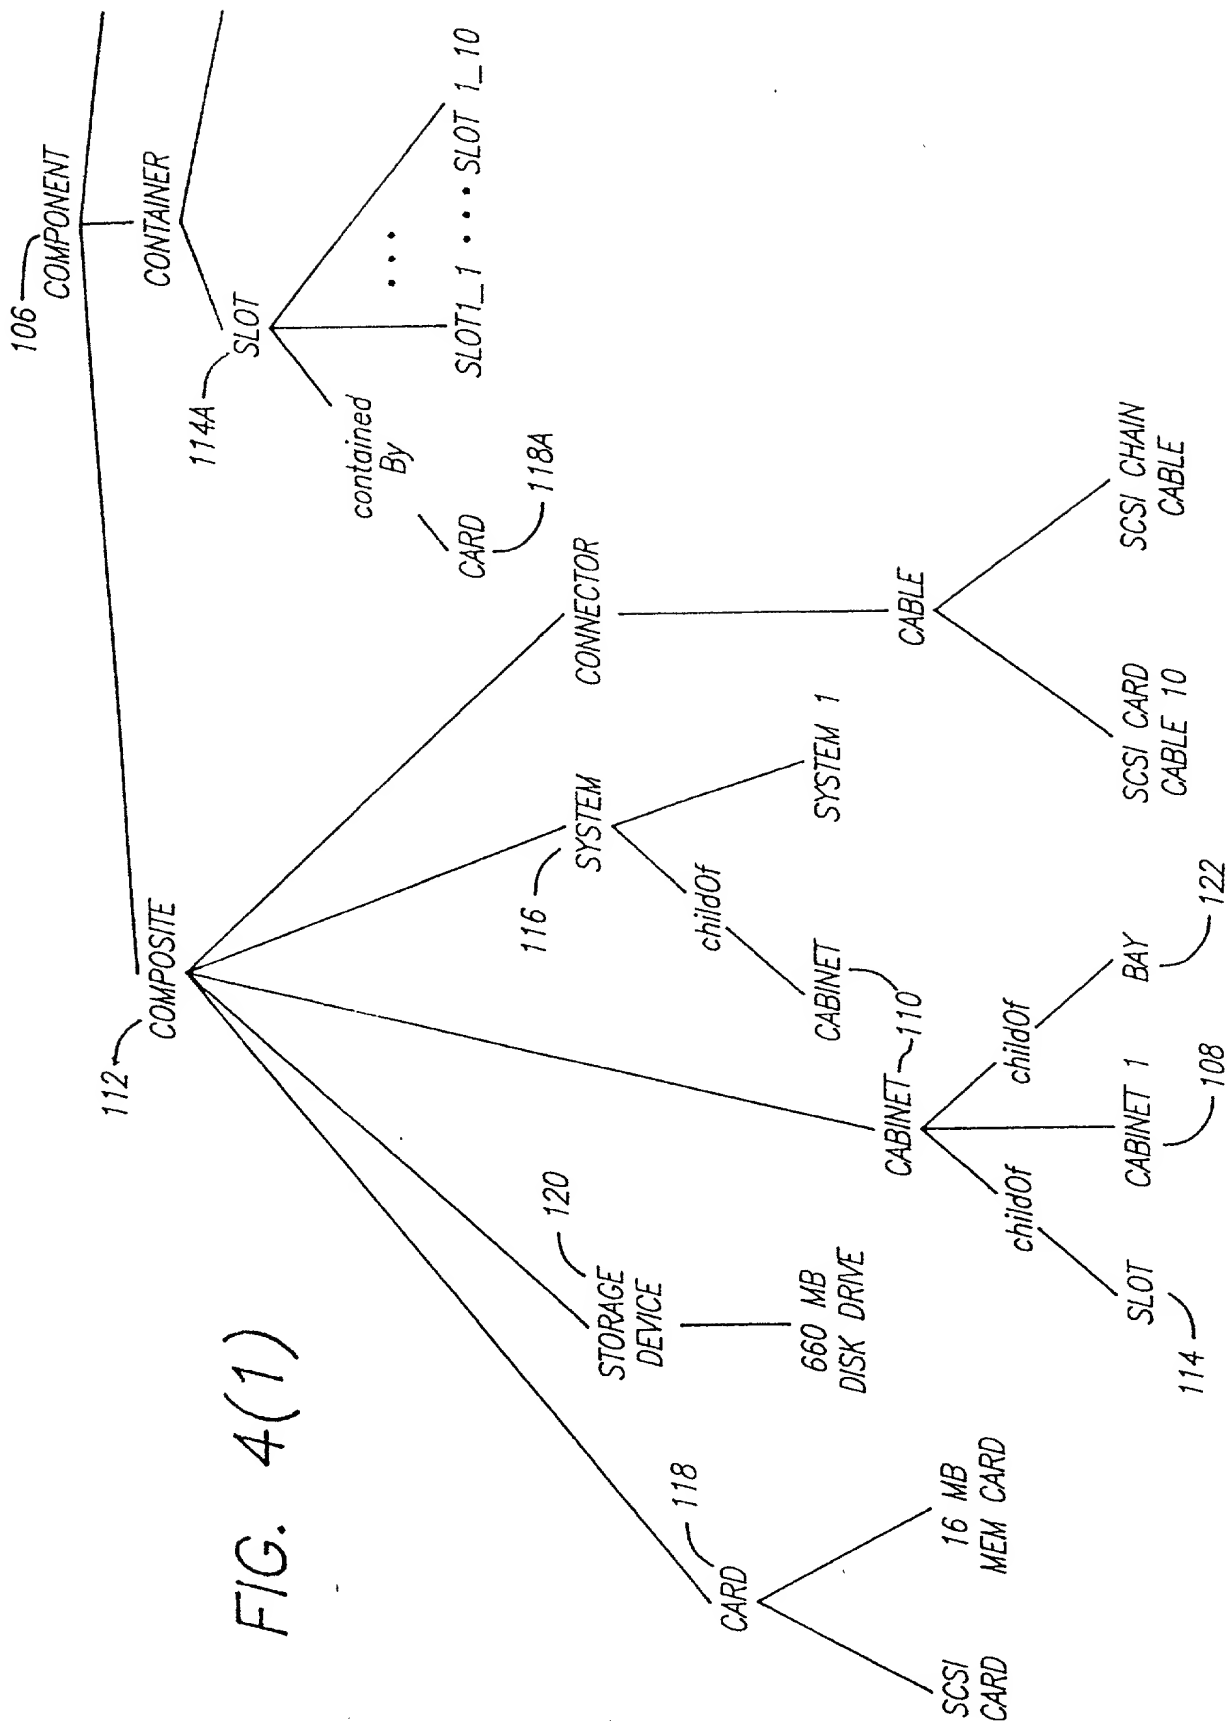 FIG. 4(1)
106
COMPONENT
112
COMPOSITE
CONTAINER
114A
SLOT
contained
By
CARD
118A
SLOT1_1 .... SLOT 1_10
...
118
CARD
SCSI
CARD
16 MB
MEM CARD
120
STORAGE
DEVICE
660 MB
DISK DRIVE
CABINET
110
childOf
childOf
SLOT
114
CABINET 1
108
BAY
122
116
SYSTEM
childOf
CABINET
SYSTEM 1
CONNECTOR
CABLE
SCSI CARD
CABLE 10
SCSI CHAIN
CABLE